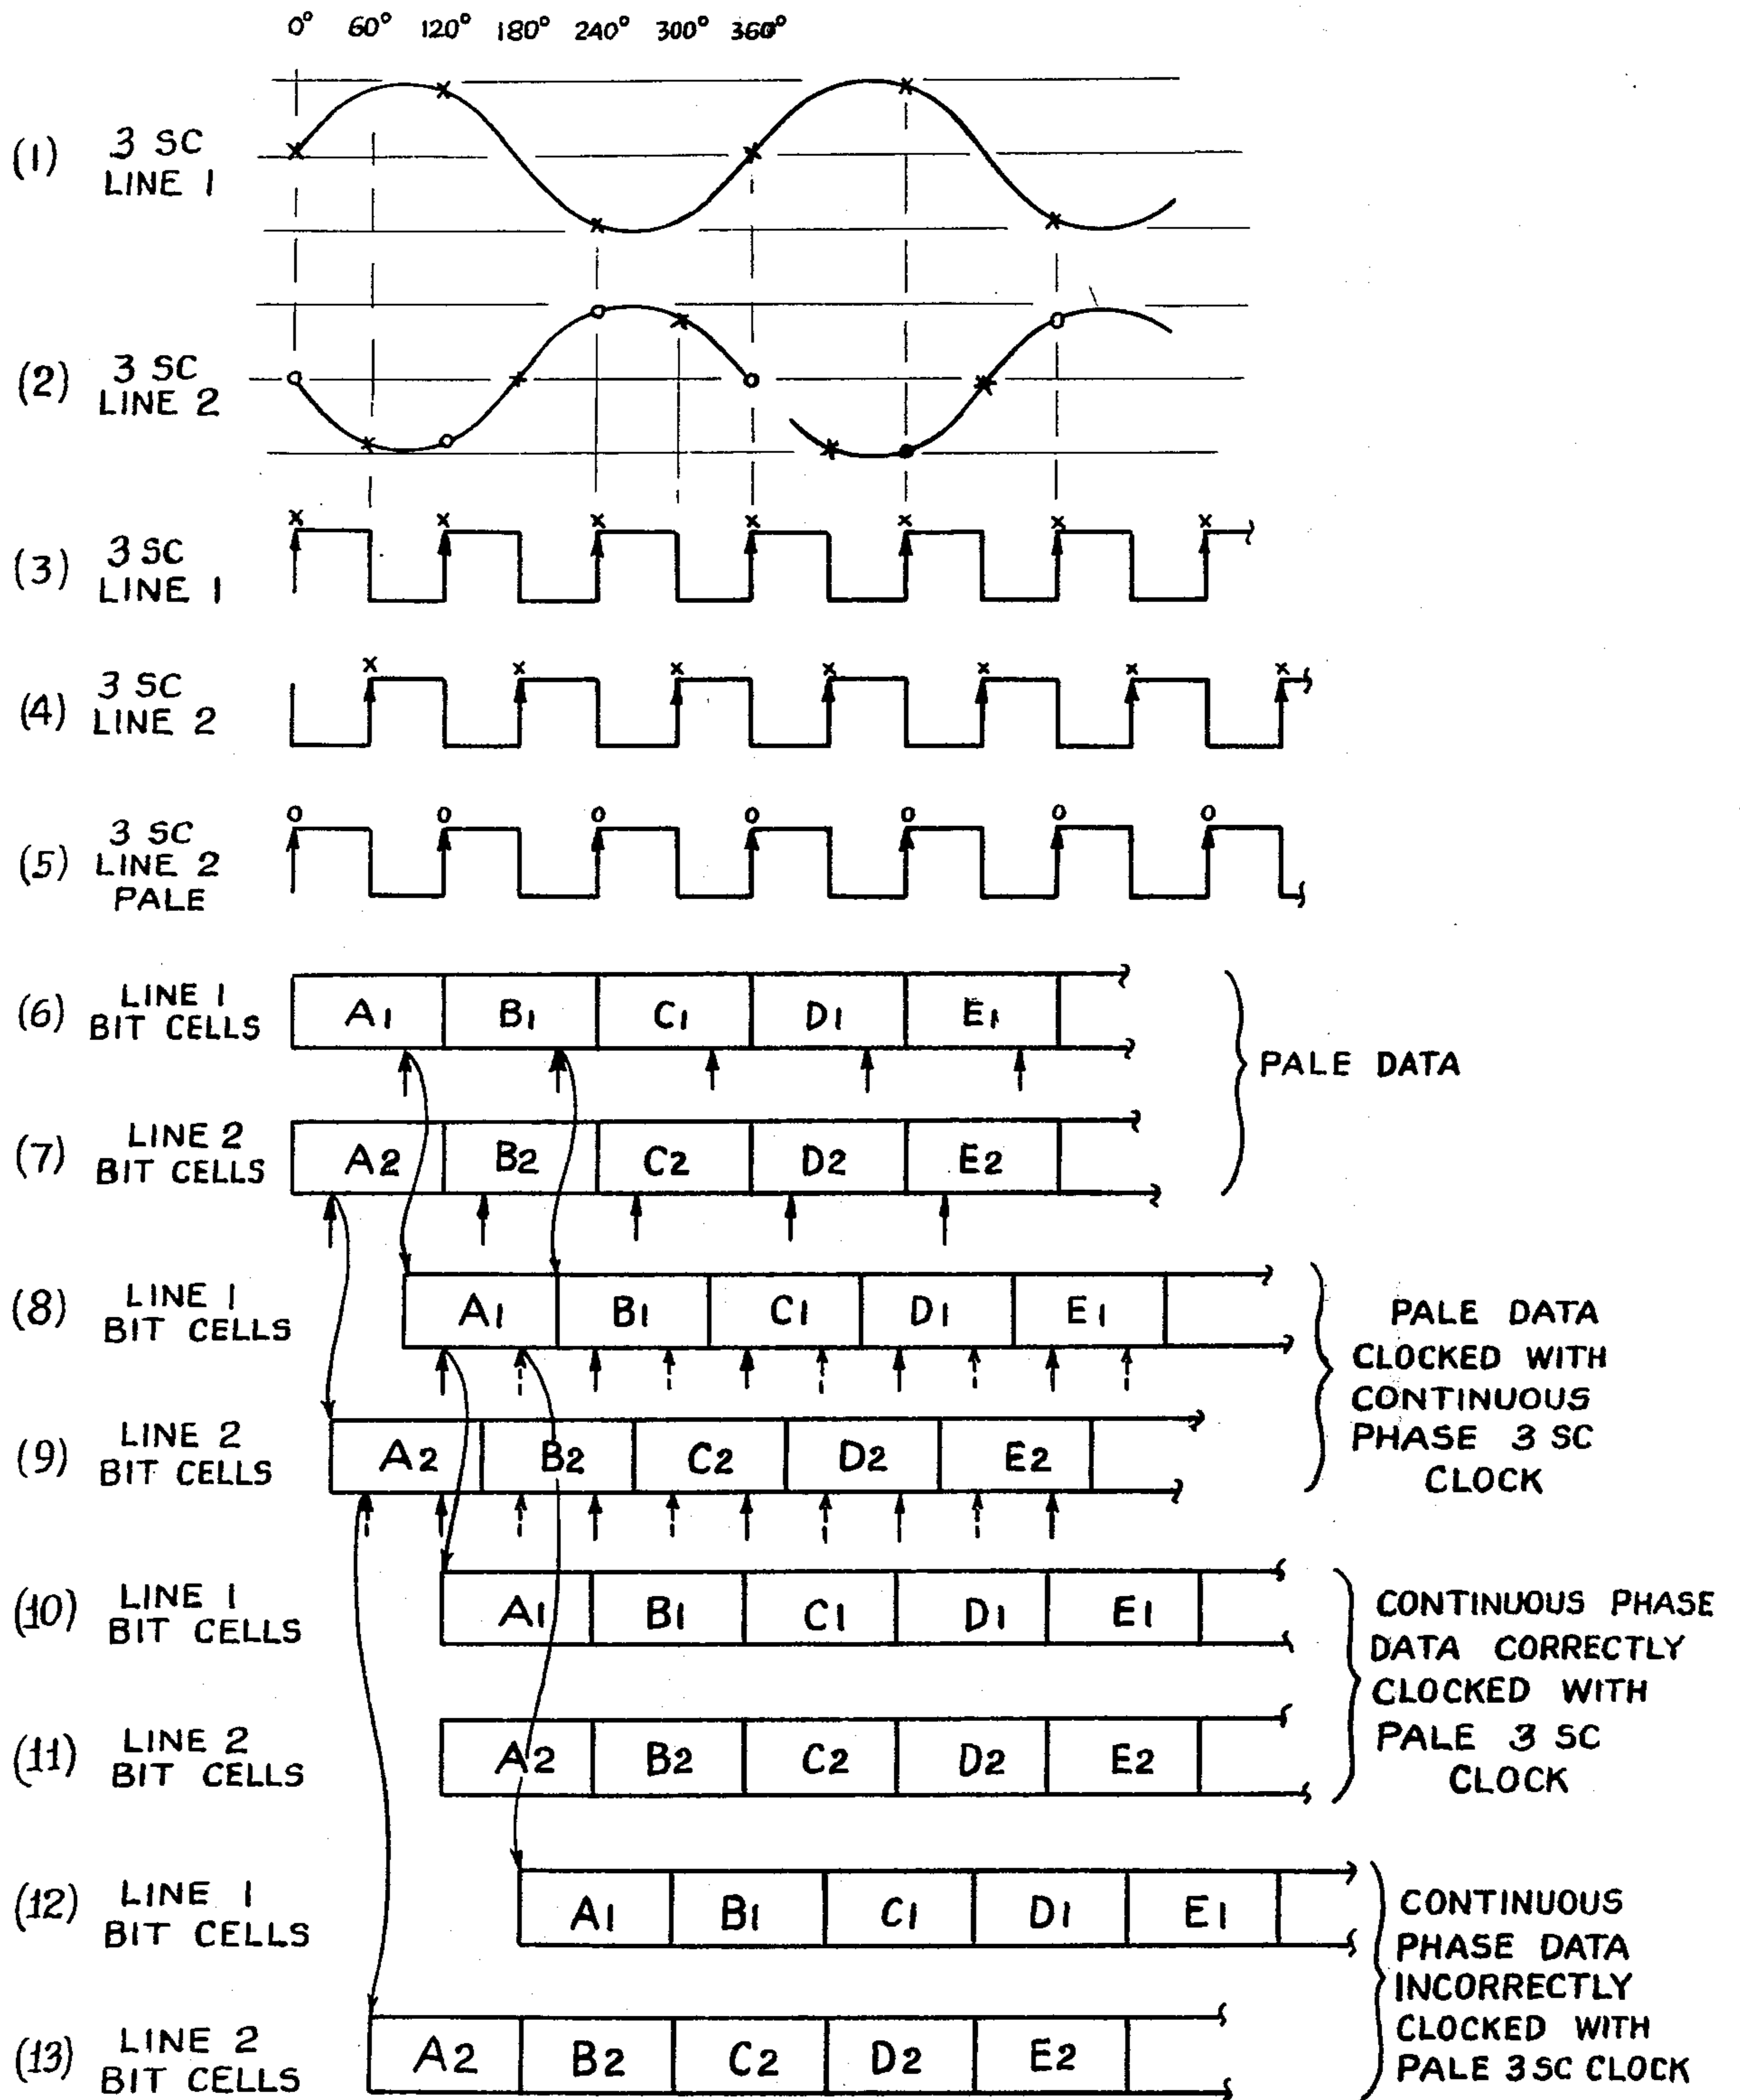 0° 60° 120° 180° 240° 300° 360°
(1) 3 SC
LINE 1
(2) 3 SC
LINE 2
(3) 3 SC
LINE 1
(4) 3 SC
LINE 2
(5) 3 SC
LINE 2
PALE
(6) LINE 1
BIT CELLS
A1 B1 C1 D1 E1
(7) LINE 2
BIT CELLS
A2 B2 C2 D2 E2
PALE DATA
(8) LINE 1
BIT CELLS
A1 B1 C1 D1 E1
(9) LINE 2
BIT CELLS
A2 B2 C2 D2 E2
PALE DATA
CLOCKED WITH
CONTINUOUS
PHASE 3 SC
CLOCK
(10) LINE 1
BIT CELLS
A1 B1 C1 D1 E1
(11) LINE 2
BIT CELLS
A2 B2 C2 D2 E2
CONTINUOUS PHASE
DATA CORRECTLY
CLOCKED WITH
PALE 3 SC
CLOCK
(12) LINE 1
BIT CELLS
A1 B1 C1 D1 E1
(13) LINE 2
BIT CELLS
A2 B2 C2 D2 E2
CONTINUOUS
PHASE DATA
INCORRECTLY
CLOCKED WITH
PALE 3SC CLOCK